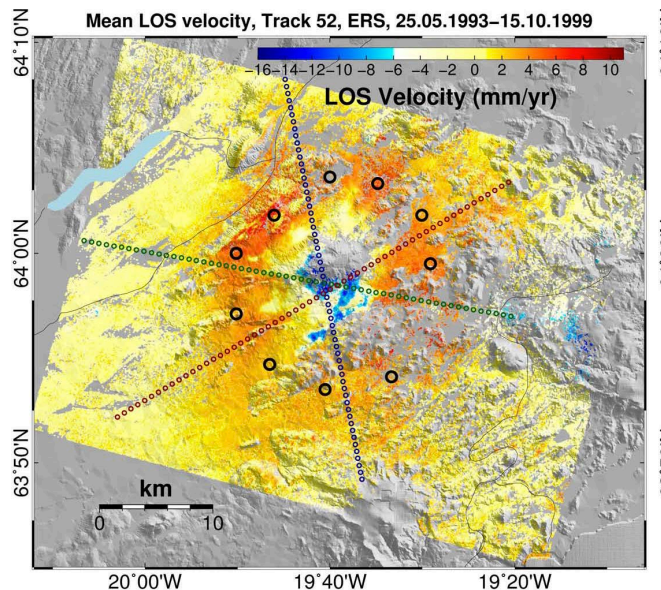 Mean LOS velocity, Track 52, ERS, 25.05.1993−15.10.1999
64˚10'N
−16−14−12−10 −8 −6 −4 −2 0 2 4 6 8 10
LOS Velocity (mm/yr)
64˚00'N
63˚50'N
km
0 10
20˚00'W 19˚40'W 19˚20'W